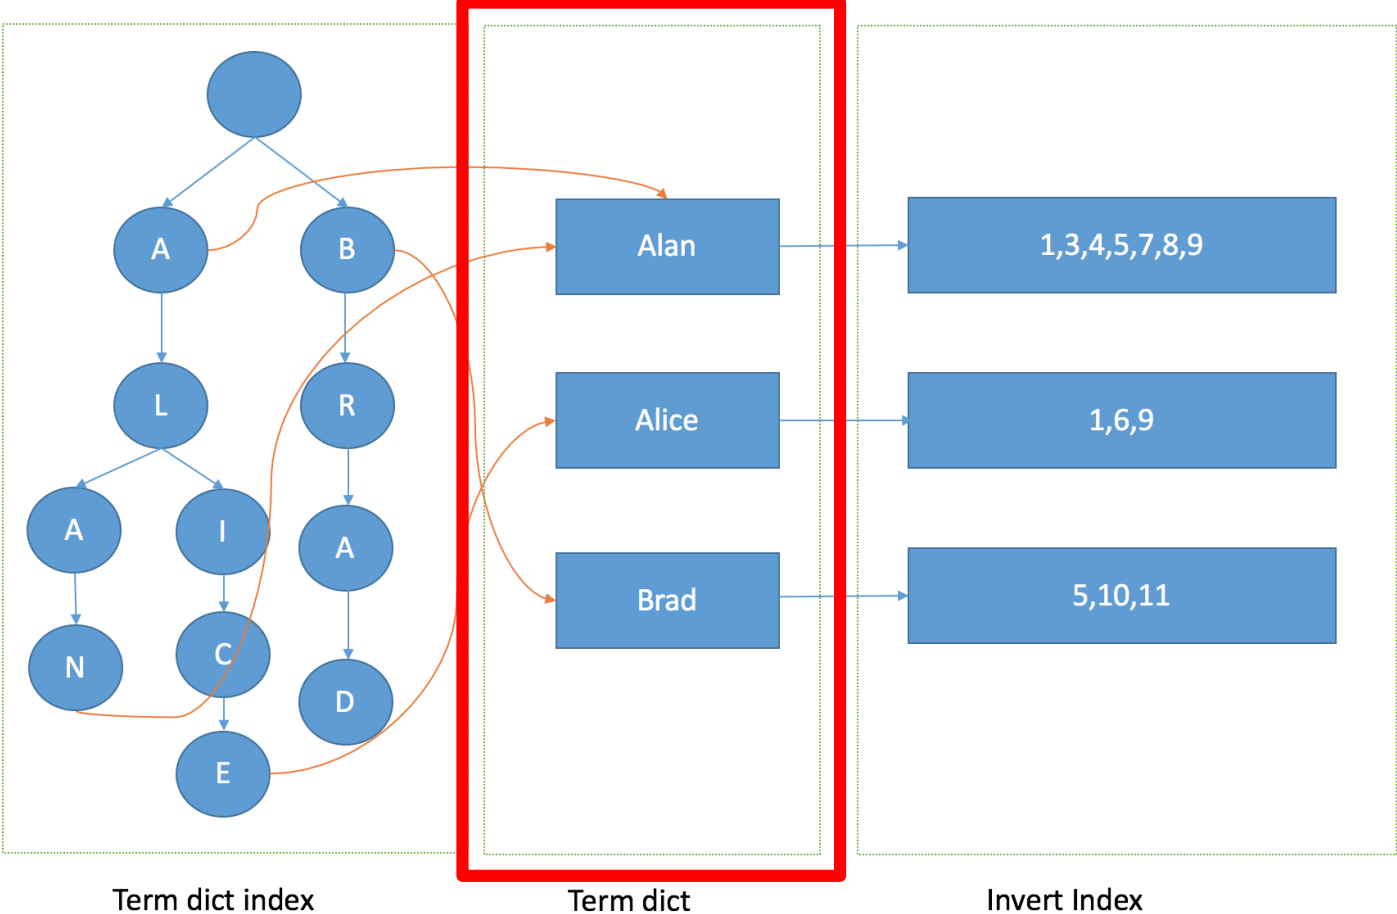 A
B
L
R
A
I
A
N
C
D
E
Alan
Alice
Brad
1,3,4,5,7,8,9
1,6,9
5,10,11
Term dict index
Term dict
Invert Index